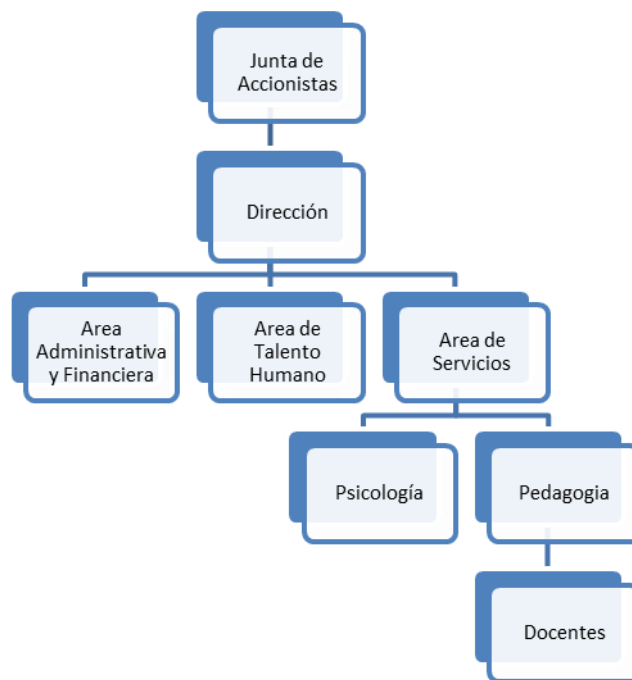 Junta de
Accionistas
Dirección
Area
Administrativa
y Financiera
Area de
Talento
Humano
Area de
Servicios
Psicología
Pedagogia
Docentes